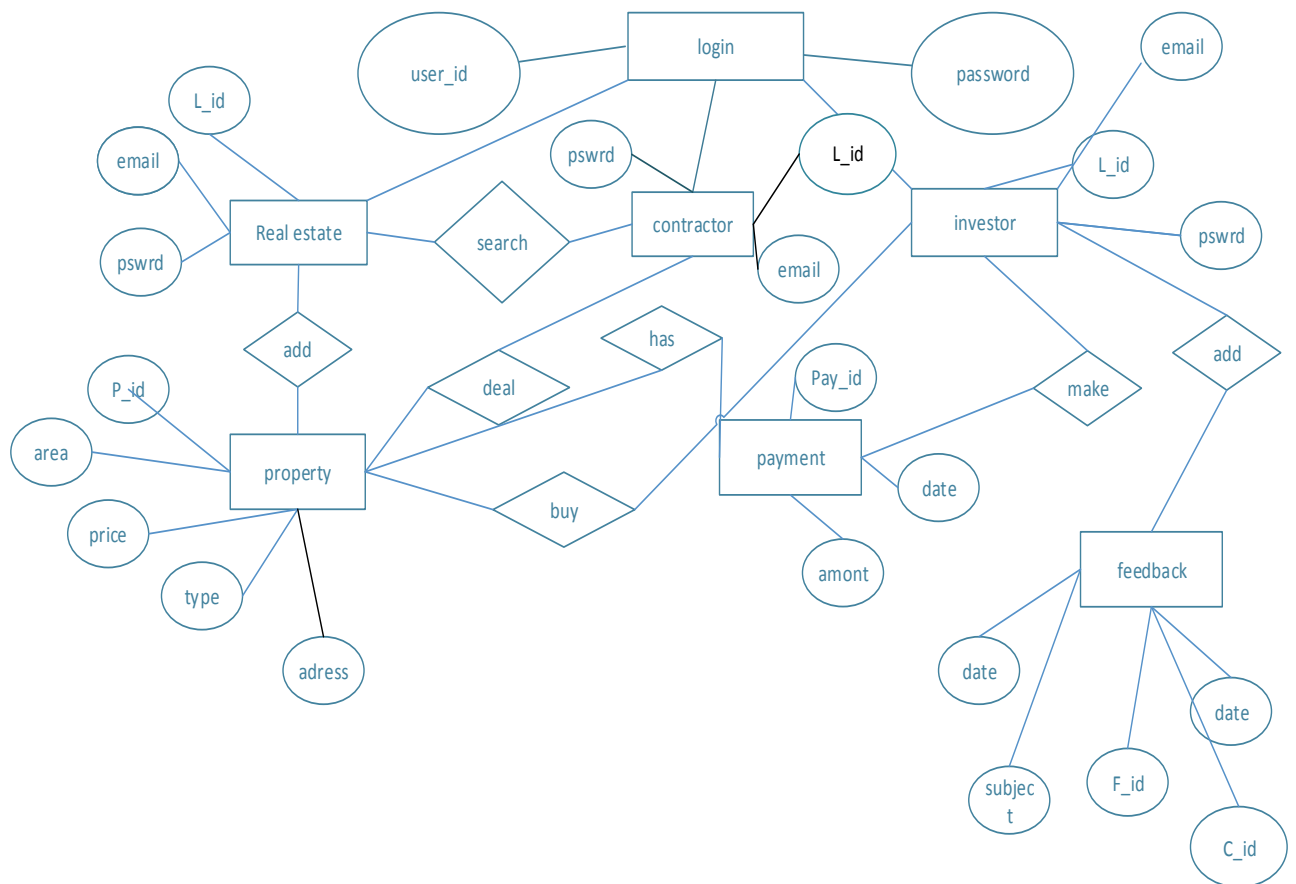 login
email
user_id
password
L_id
pswrd
L_id
email
L_id
Real estate
search
contractor
investor
pswrd
pswrd
email
has
add
deal
Pay_id
make
add
P_id
area
property
payment
date
buy
price
type
amont
feedback
adress
date
date
subjec
t
F_id
C_id